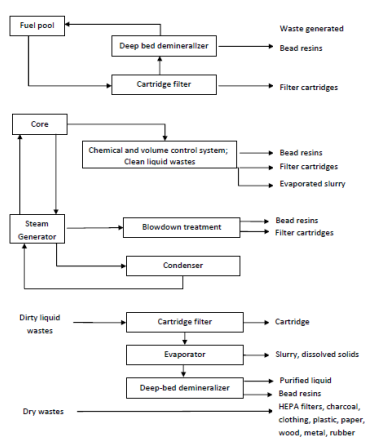 Fuel pool
Waste generated
Deep bed demineralizer
Bead resins
Cartridge filter
Filter cartridges
Core
Chemical and volume control system;
Clean liquid wastes
Bead resins
Filter cartridges
Evaporated slurry
Steam
Generator
Blowdown treatment
Bead resins
Filter cartridges
Condenser
Dirty liquid
wastes
Cartridge filter
Cartridge
Evaporator
Slurry, dissolved solids
Deep-bed demineralizer
Purified liquid
Bead resins
Dry wastes
HEPA filters, charcoal,
clothing, plastic, paper,
wood, metal, rubber